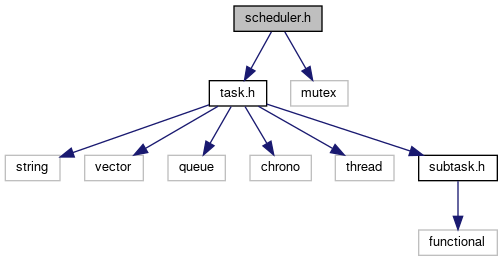 scheduler.h
task.h
mutex
string
vector
queue
chrono
thread
subtask.h
functional